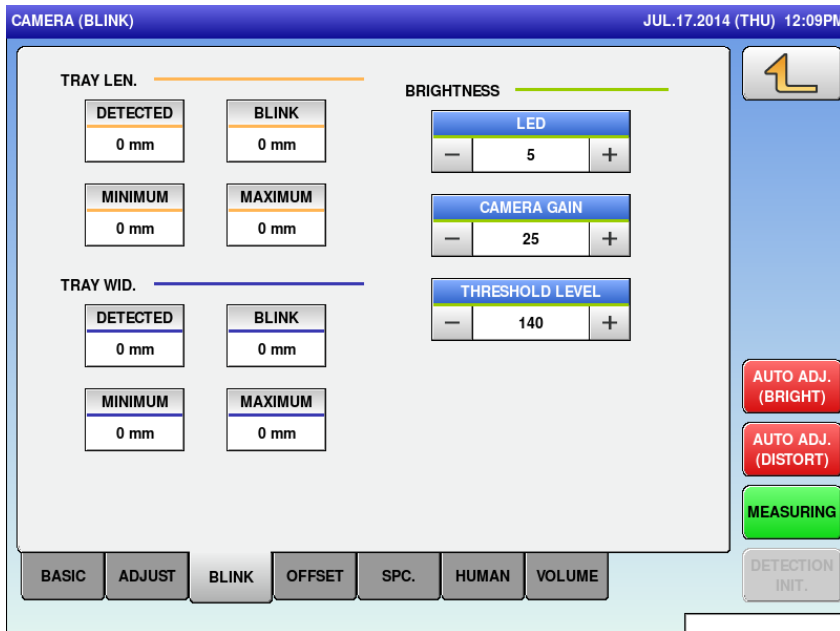 CAMERA (BLINK)
JUL.17.2014 (THU) 12:09PM
TRAY LEN.
DETECTED
0 mm
BLINK
0 mm
MINIMUM
0 mm
MAXIMUM
0 mm
TRAY WID.
DETECTED
0 mm
BLINK
0 mm
MINIMUM
0 mm
MAXIMUM
0 mm
BRIGHTNESS
LED
− 5 +
CAMERA GAIN
− 25 +
THRESHOLD LEVEL
− 140 +
AUTO ADJ.
(BRIGHT)
AUTO ADJ.
(DISTORT)
MEASURING
DETECTION
INIT.
BASIC
ADJUST
BLINK
OFFSET
SPC.
HUMAN
VOLUME